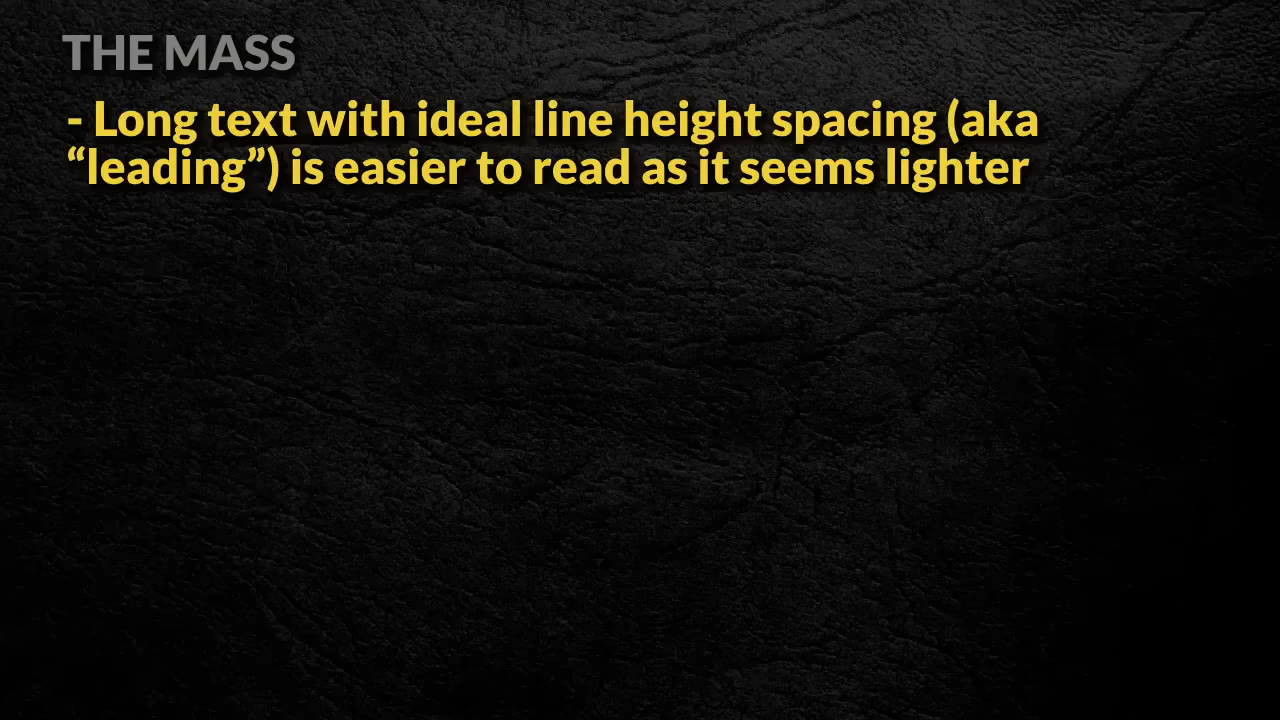 THE MASS
- Long text with ideal line height spacing (aka
“leading”) is easier to read as it seems lighter